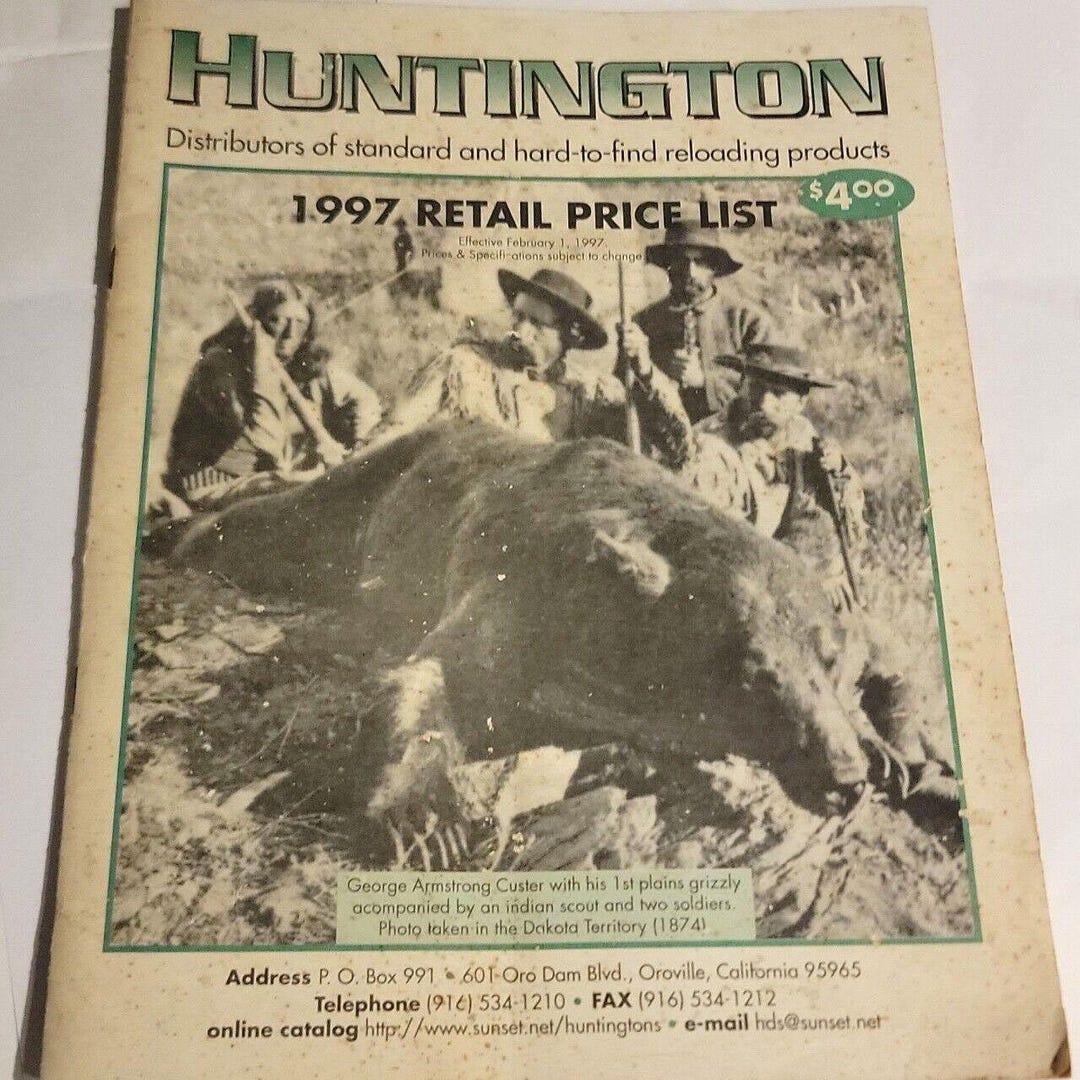 HUNTINGTON
Distributors of standard and hard-to-find reloading products
$4.00
1997 RETAIL PRICE LIST
Effective February 1, 1997.
Prices & Specifications subject to change
George Armstrong Custer with his 1st plains grizzly
acompanied by an indian scout and two soldiers.
Photo taken in the Dakota Territory (1874)
Address P. O. Box 991 • 601 Oro Dam Blvd., Oroville, California 95965
Telephone (916) 534-1210 • FAX (916) 534-1212
online catalog http://www.sunset.net/huntingtons • e-mail hds@sunset.net